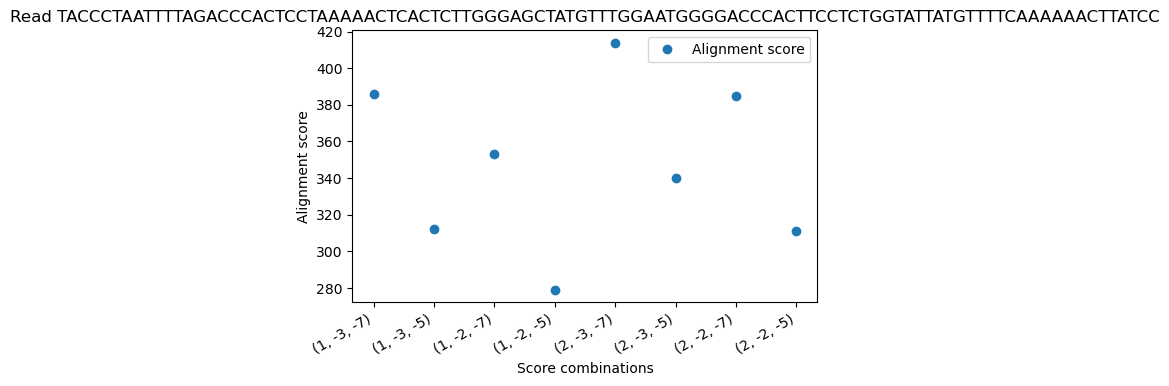 Read TACCCTAATTTTAGACCCACTCCTAAAAACTCACTCTTGGGAGCTATGTTTGGAATGGGGACCCACTTCCTCTGGTATTATGTTTTCAAAAAACTTATCC
Alignment score
420
400
380
360
340
320
300
280
Alignment score
(1, -3, -7)
(1, -3, -5)
(1, -2, -7)
(1, -2, -5)
(2, -3, -7)
(2, -3, -5)
(2, -2, -7)
(2, -2, -5)
Score combinations